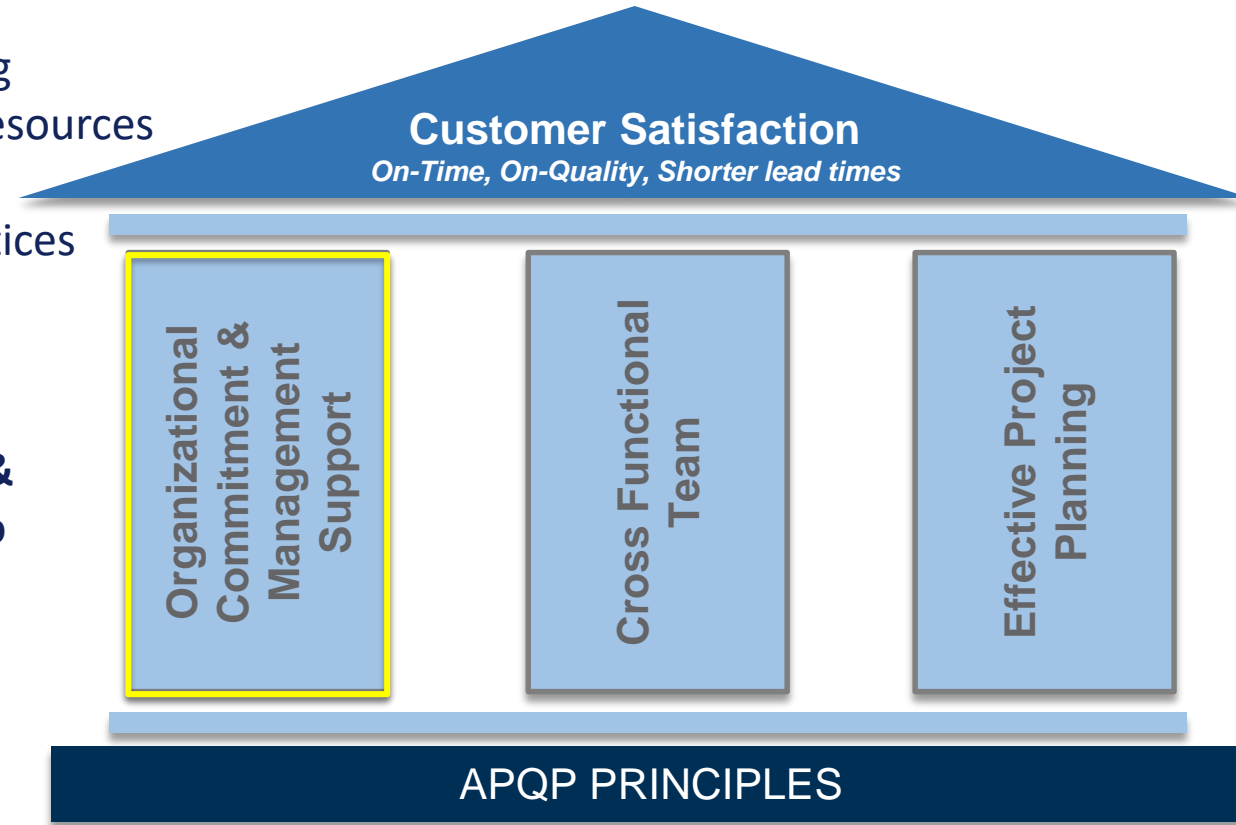 g
esources
tices
&
Customer Satisfaction
On-Time, On-Quality, Shorter lead times
Organizational
Commitment &
Management
Support
Cross Functional
Team
Effective Project
Planning
APQP PRINCIPLES